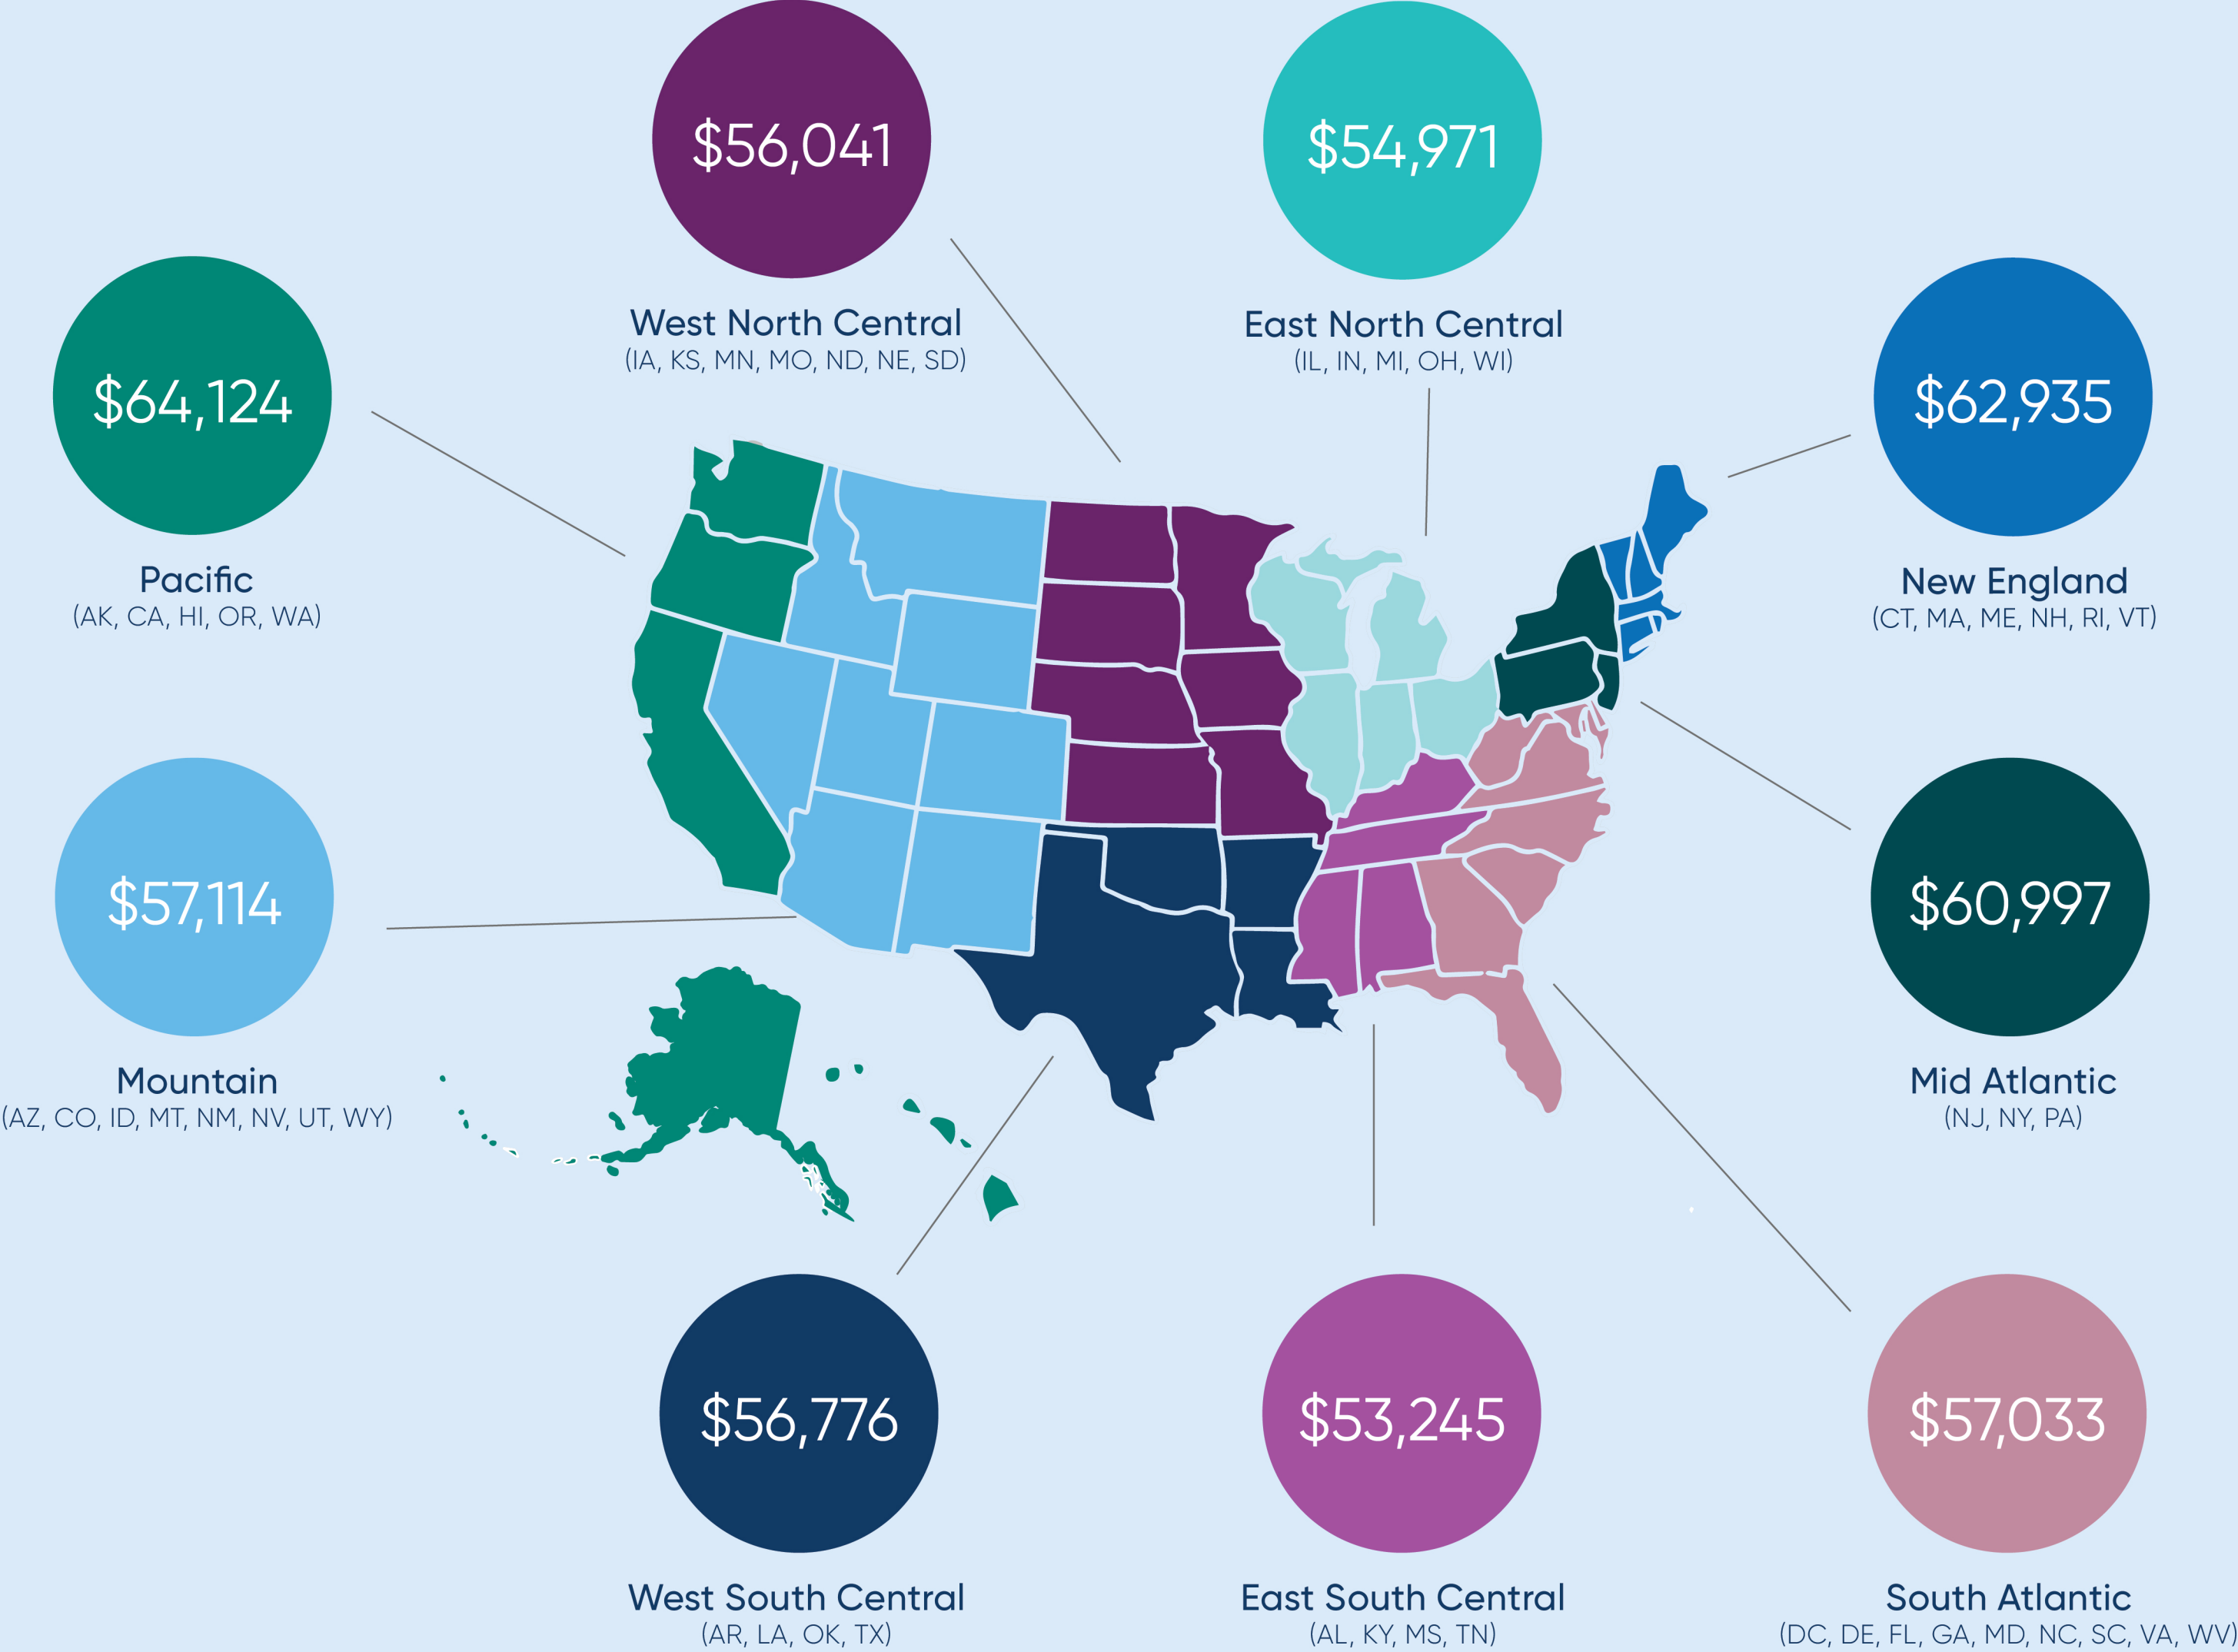 $56,041
West North Central
(IA, KS, MN, MO, ND, NE, SD)
$54,971
East North Central
(IL, IN, MI, OH, WI)
$64,124
Pacific
(AK, CA, HI, OR, WA)
$62,935
New England
(CT, MA, ME, NH, RI, VT)
$57,114
Mountain
(AZ, CO, ID, MT, NM, NV, UT, WY)
$60,997
Mid Atlantic
(NJ, NY, PA)
$56,776
West South Central
(AR, LA, OK, TX)
$53,245
East South Central
(AL, KY, MS, TN)
$57,033
South Atlantic
(DC, DE, FL, GA, MD, NC, SC, VA, WV)